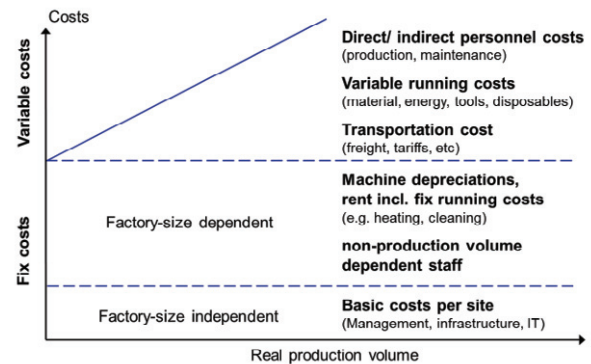 Costs
Variable costs
Direct/ indirect personnel costs
(production, maintenance)
Variable running costs
(material, energy, tools, disposables)
Transportation cost
(freight, tariffs, etc)
Fix costs
Factory-size dependent
Machine depreciations,
rent incl. fix running costs
(e.g. heating, cleaning)
non-production volume
dependent staff
Factory-size independent
Basic costs per site
(Management, infrastructure, IT)
Real production volume